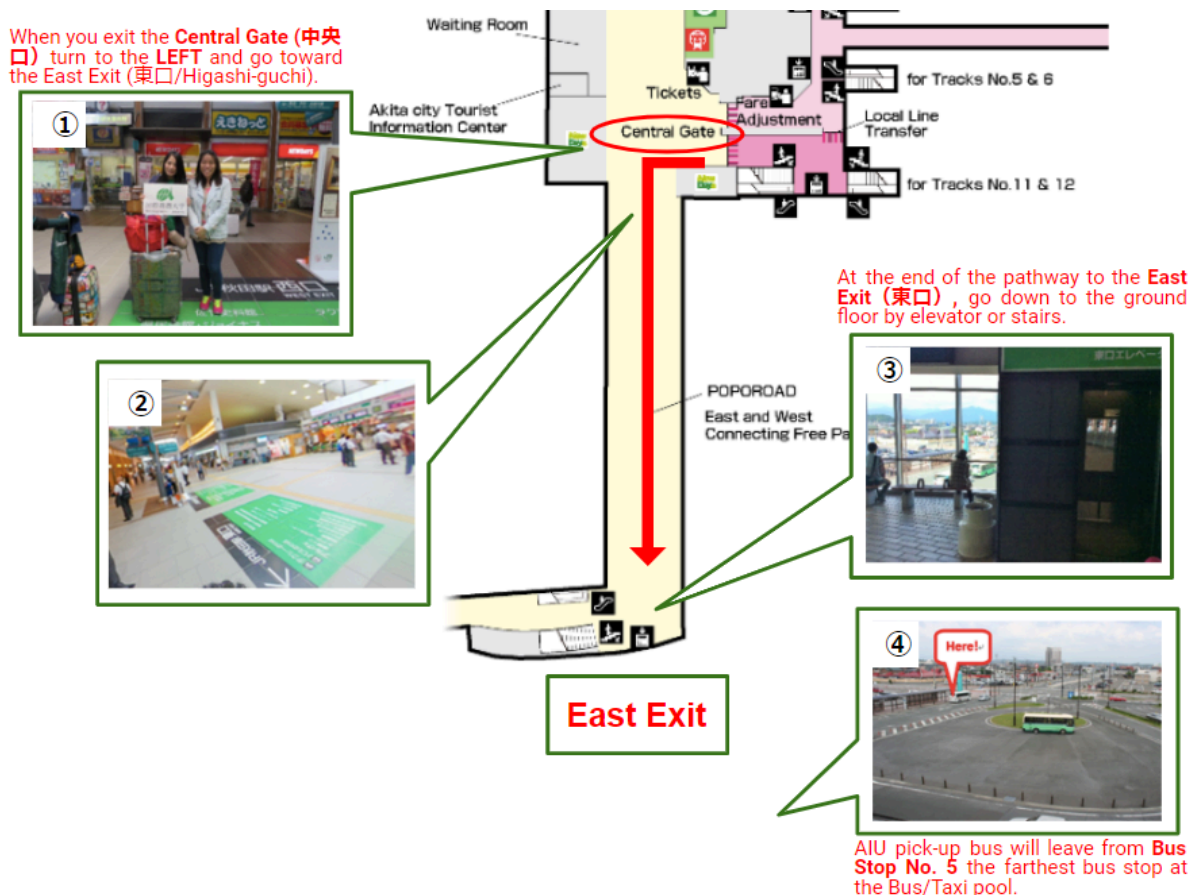 When you exit the Central Gate (中央
口）turn to the LEFT and go toward
the East Exit (東口/Higashi-guchi).
①
えきねっと
WEST EXIT
②
Waiting Room
Akita city Tourist
Information Center
Tickets
Fare
Adjustment
Central Gate
for Tracks No.5 & 6
Local Line
Transfer
for Tracks No.11 & 12
POPOROAD
East and West
Connecting Free Pa
At the end of the pathway to the East
Exit（東口）, go down to the ground
floor by elevator or stairs.
③
East Exit
④
Here!
AIU pick-up bus will leave from Bus
Stop No. 5 the farthest bus stop at
the Bus/Taxi pool.